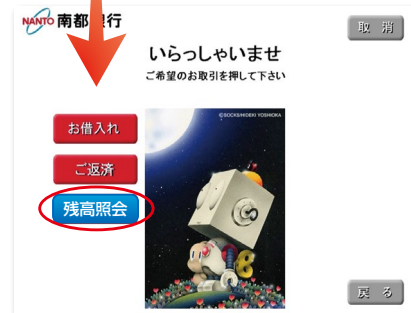 NANTO 南都 行
取 消
いらっしゃいませ
ご希望のお取引を押して下さい
©SOCKS/HIDEKI YOSHIOKA
お借入れ
ご返済
残高照会
戻 る